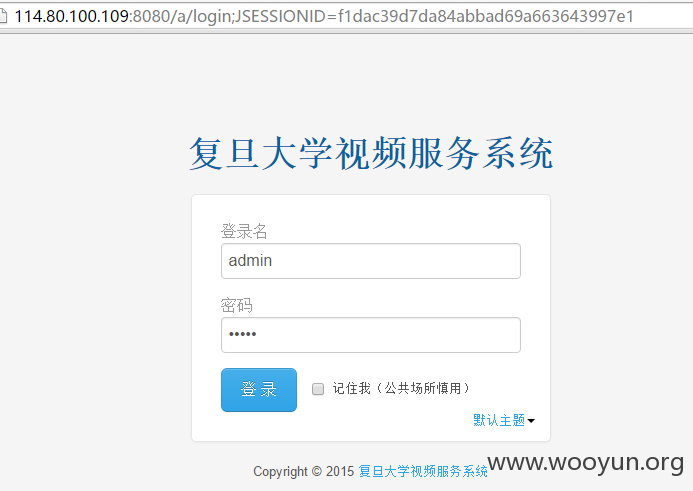 114.80.100.109:8080/a/login;JSESSIONID=f1dac39d7da84abbad69a663643997e1
复旦大学视频服务系统
登录名
admin
密码
•••••
登 录 记住我（公共场所慎用）
默认主题
Copyright © 2015 复旦大学视频服务系统
www.wooyun.org